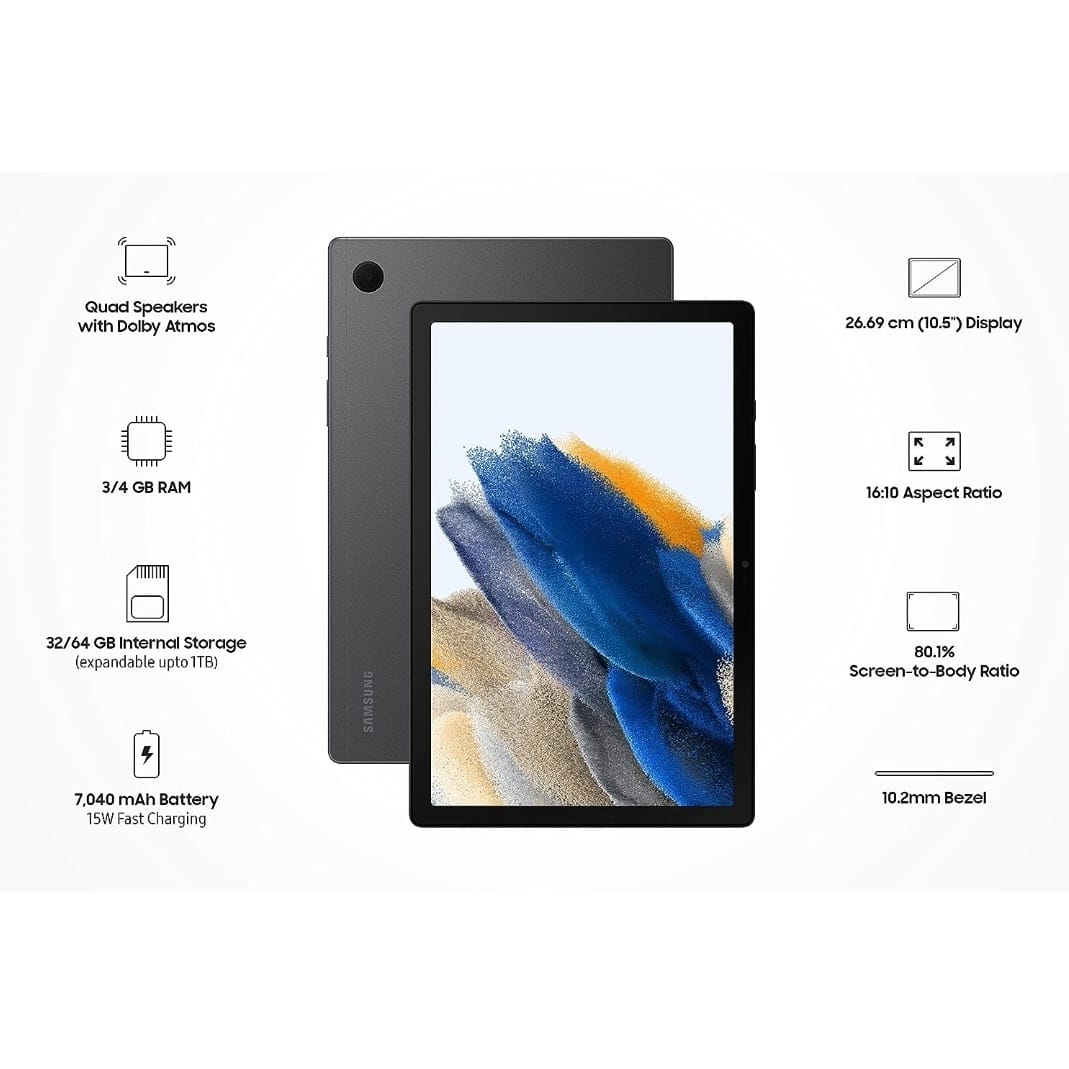 Quad Speakers
with Dolby Atmos
3/4 GB RAM
32/64 GB Internal Storage
(expandable upto 1TB)
7,040 mAh Battery
15W Fast Charging
SAMSUNG
26.69 cm (10.5") Display
16:10 Aspect Ratio
80.1%
Screen-to-Body Ratio
10.2mm Bezel